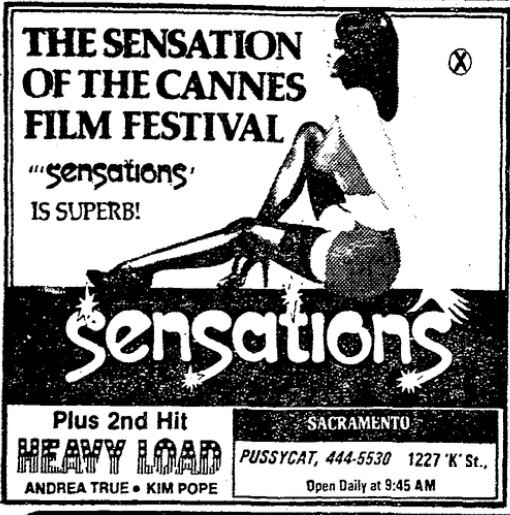 THE SENSATION
OF THE CANNES
FILM FESTIVAL
"'sensations'
IS SUPERB!
X
sensations
Plus 2nd Hit
HEAVY LOAD
ANDREA TRUE • KIM POPE
SACRAMENTO
PUSSYCAT, 444-5530 1227 'K' St.,
Open Daily at 9:45 AM